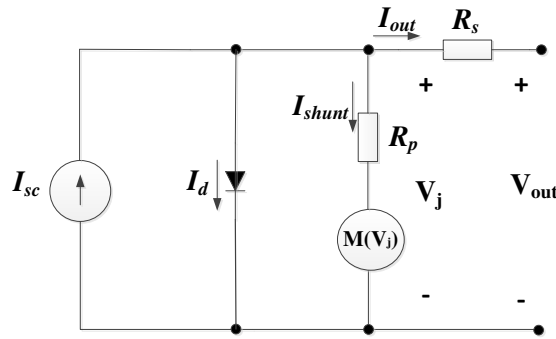 I_out
R_s
+
+
I_shunt
R_p
I_sc
I_d
V_j
V_out
M(V_j)
-
-